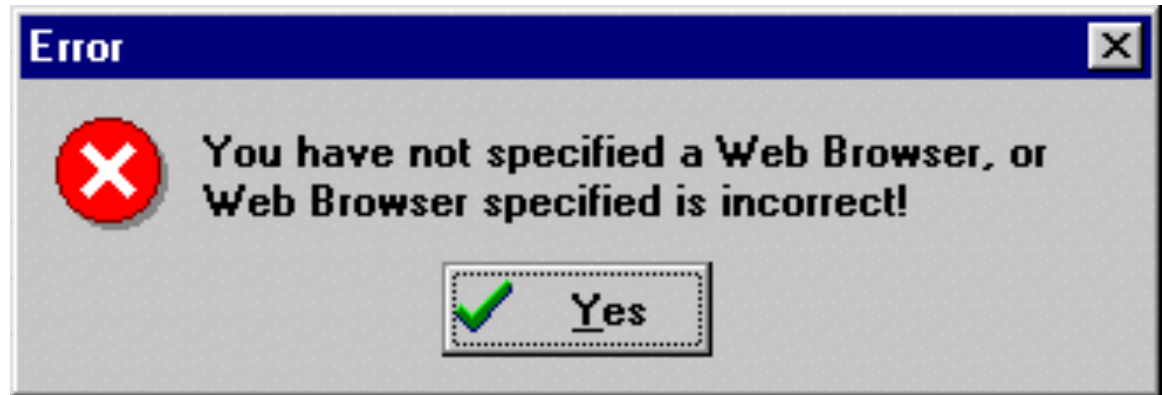 Error
You have not specified a Web Browser, or
Web Browser specified is incorrect!
Yes